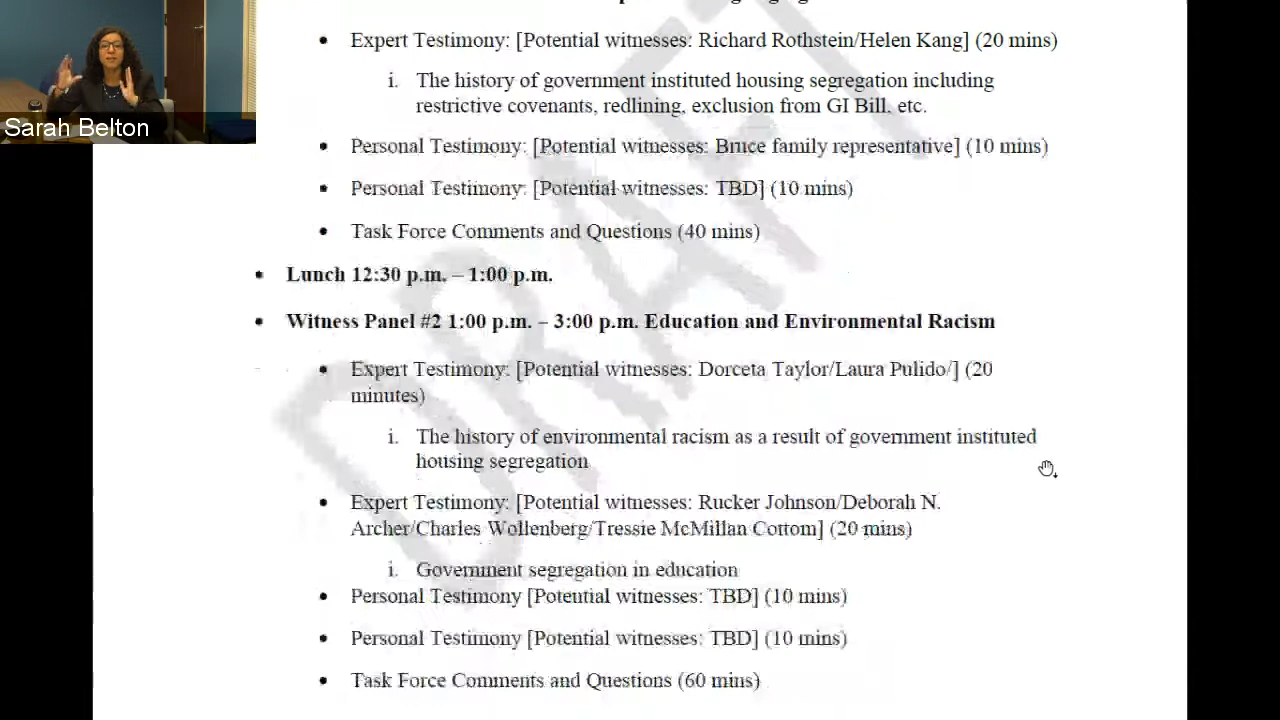 Sarah Belton
• Expert Testimony: [Potential witnesses: Richard Rothstein/Helen Kang] (20 mins)
i. The history of government instituted housing segregation including
restrictive covenants, redlining, exclusion from GI Bill, etc.
• Personal Testimony: [Potential witnesses: Bruce family representative] (10 mins)
• Personal Testimony: [Potential witnesses: TBD] (10 mins)
• Task Force Comments and Questions (40 mins)
• Lunch 12:30 p.m. – 1:00 p.m.
• Witness Panel #2 1:00 p.m. – 3:00 p.m. Education and Environmental Racism
• Expert Testimony: [Potential witnesses: Dorceta Taylor/Laura Pulido/] (20
minutes)
i. The history of environmental racism as a result of government instituted
housing segregation
• Expert Testimony: [Potential witnesses: Rucker Johnson/Deborah N.
Archer/Charles Wollenberg/Tressie McMillan Cottom] (20 mins)
i. Government segregation in education
• Personal Testimony [Potential witnesses: TBD] (10 mins)
• Personal Testimony [Potential witnesses: TBD] (10 mins)
• Task Force Comments and Questions (60 mins)
DRAFT